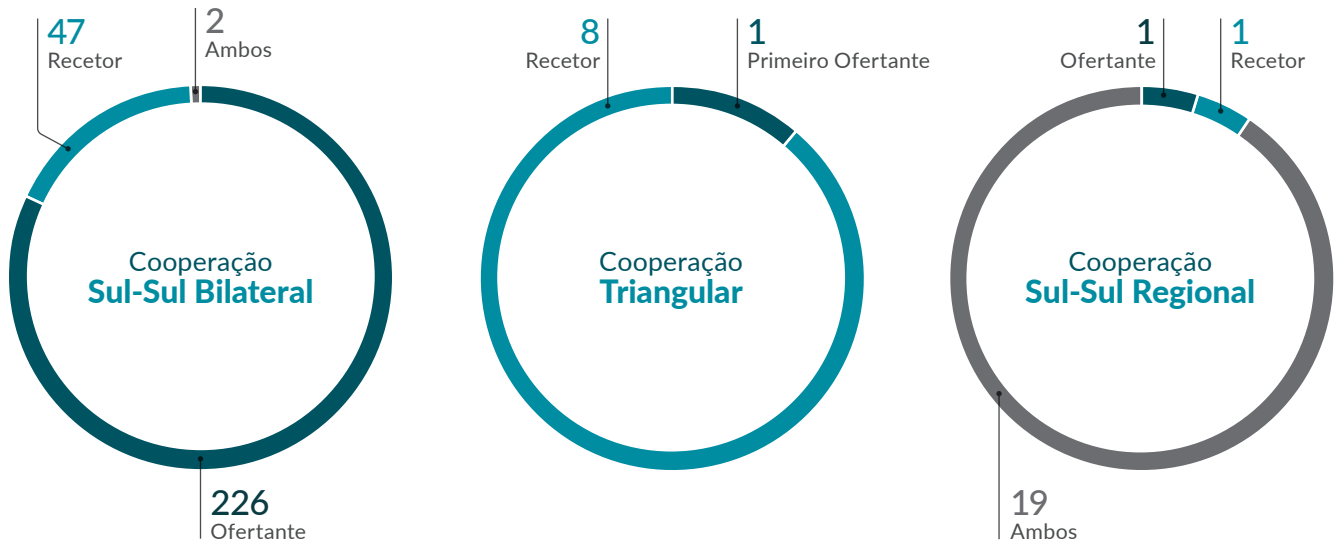 47
Recetor
2
Ambos
Cooperação
Sul-Sul Bilateral
226
Ofertante
8
Recetor
1
Primeiro Ofertante
Cooperação
Triangular
1
Ofertante
1
Recetor
Cooperação
Sul-Sul Regional
19
Ambos